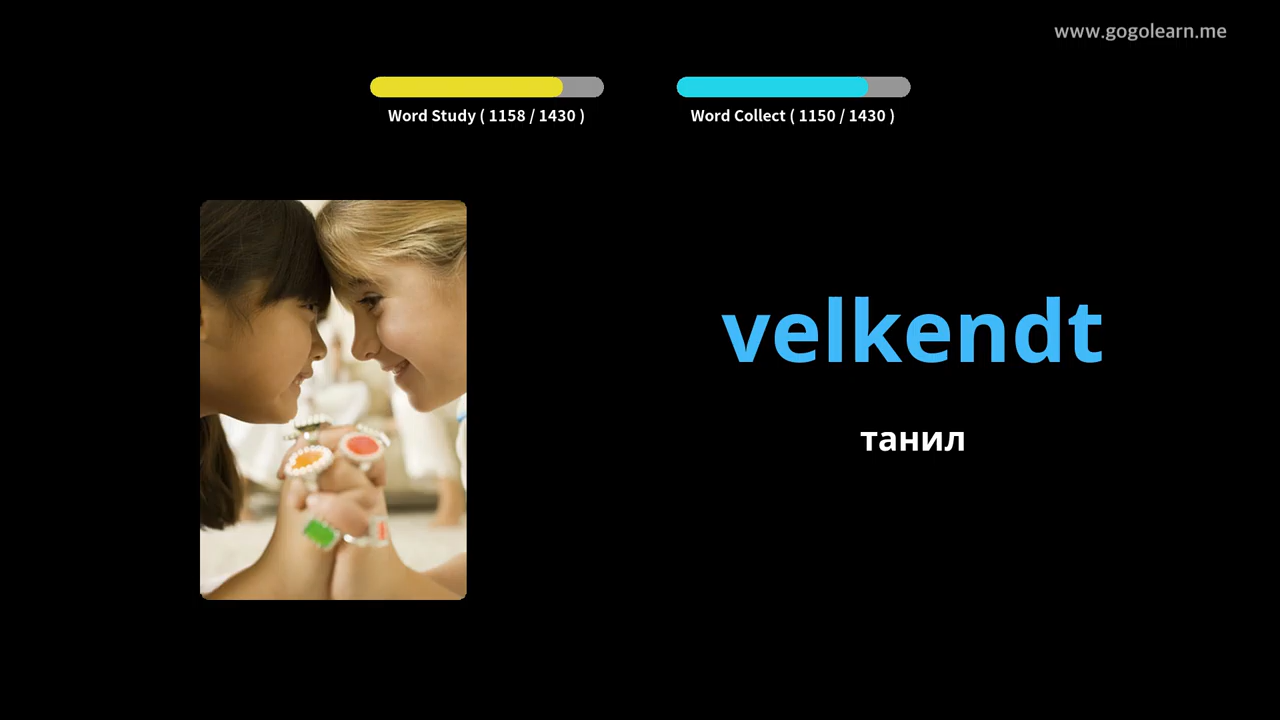 www.gogolearn.me
Word Study ( 1158 / 1430 )
Word Collect ( 1150 / 1430 )
velkendt
танил